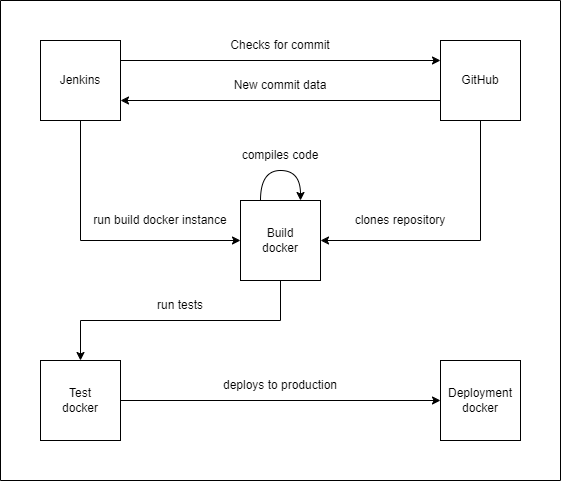 Checks for commit
Jenkins
GitHub
New commit data
compiles code
run build docker instance
clones repository
Build
docker
run tests
Test
docker
deploys to production
Deployment
docker